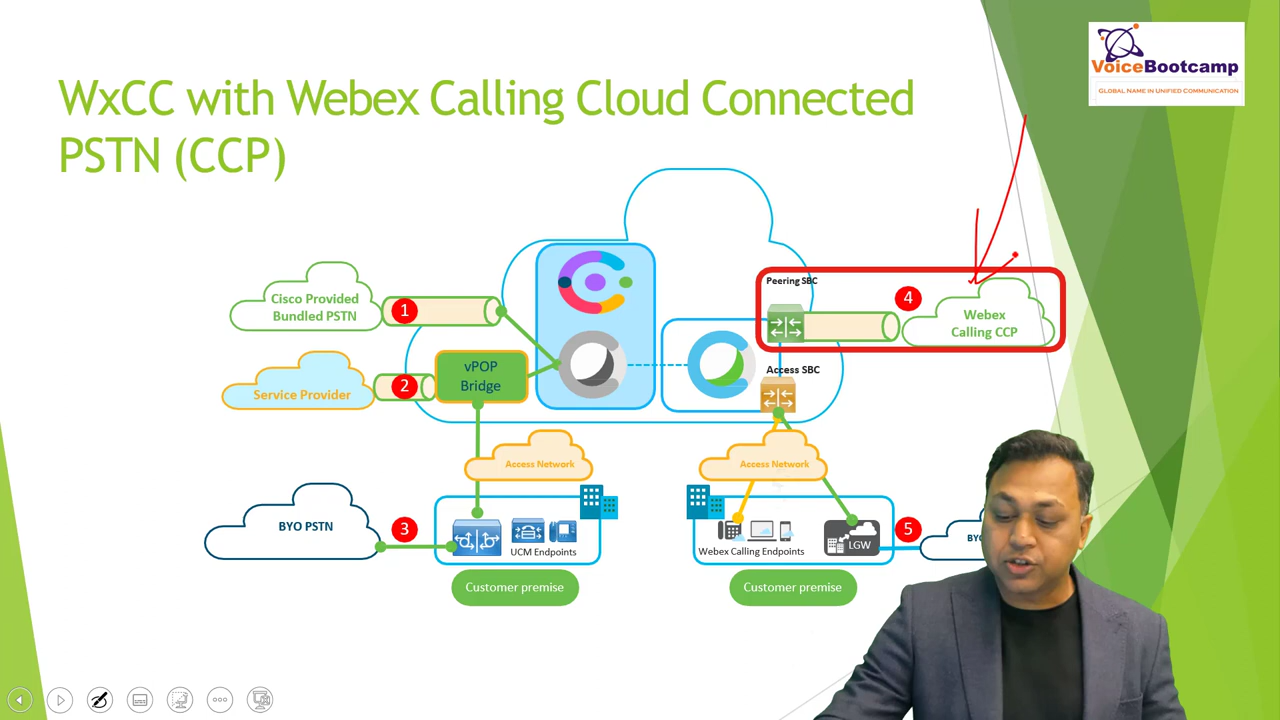 VoiceBootcamp
GLOBAL NAME IN UNIFIED COMMUNICATION
WxCC with Webex Calling Cloud Connected
PSTN (CCP)
Peering SBC
Cisco Provided
Bundled PSTN
1
4
Webex
Calling CCP
vPOP
Bridge
Service Provider
2
Access SBC
Access Network
Access Network
BYO PSTN
3
UCM Endpoints
Webex Calling Endpoints
LGW
5
Customer premise
Customer premise